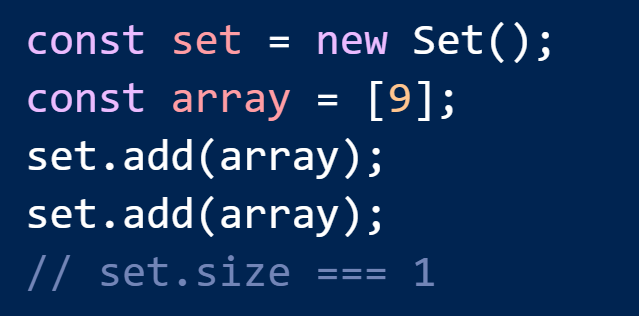 const set = new Set();
const array = [9];
set.add(array);
set.add(array);
// set.size === 1